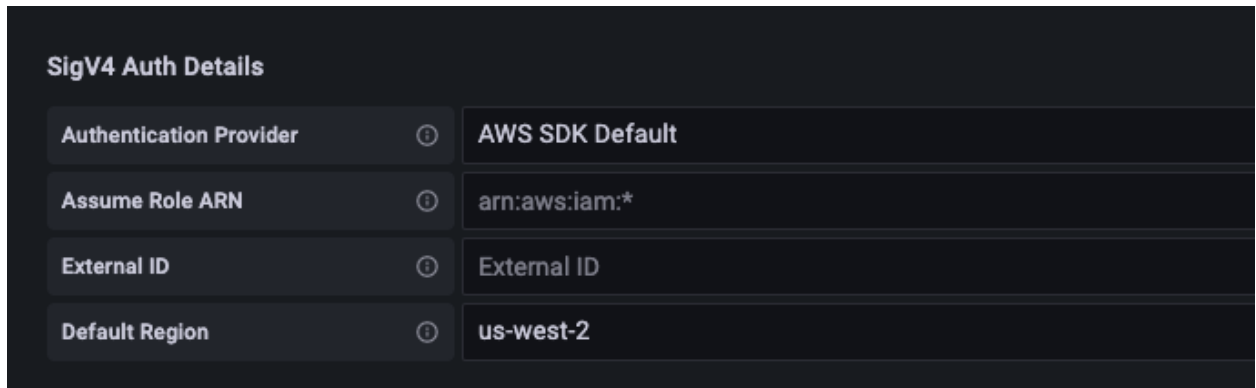 SigV4 Auth Details
Authentication Provider AWS SDK Default
Assume Role ARN arn:aws:iam:*
External ID External ID
Default Region us-west-2